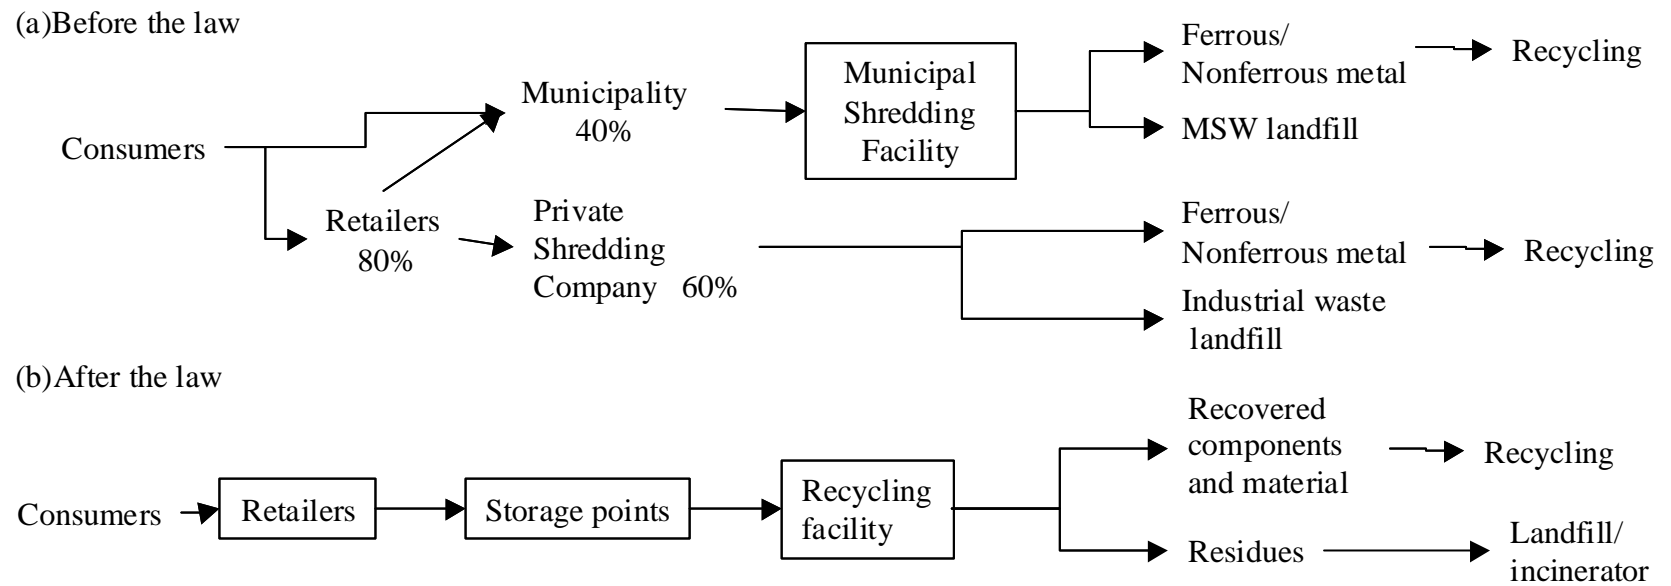 (a)Before the law
Consumers
Municipality
40%
Retailers
80%
Private
Shredding
Company 60%
Municipal
Shredding
Facility
Ferrous/
Nonferrous metal
Recycling
MSW landfill
Ferrous/
Nonferrous metal
Recycling
Industrial waste
landfill
(b)After the law
Consumers
Retailers
Storage points
Recycling
facility
Recovered
components
and material
Recycling
Residues
Landfill/
incinerator